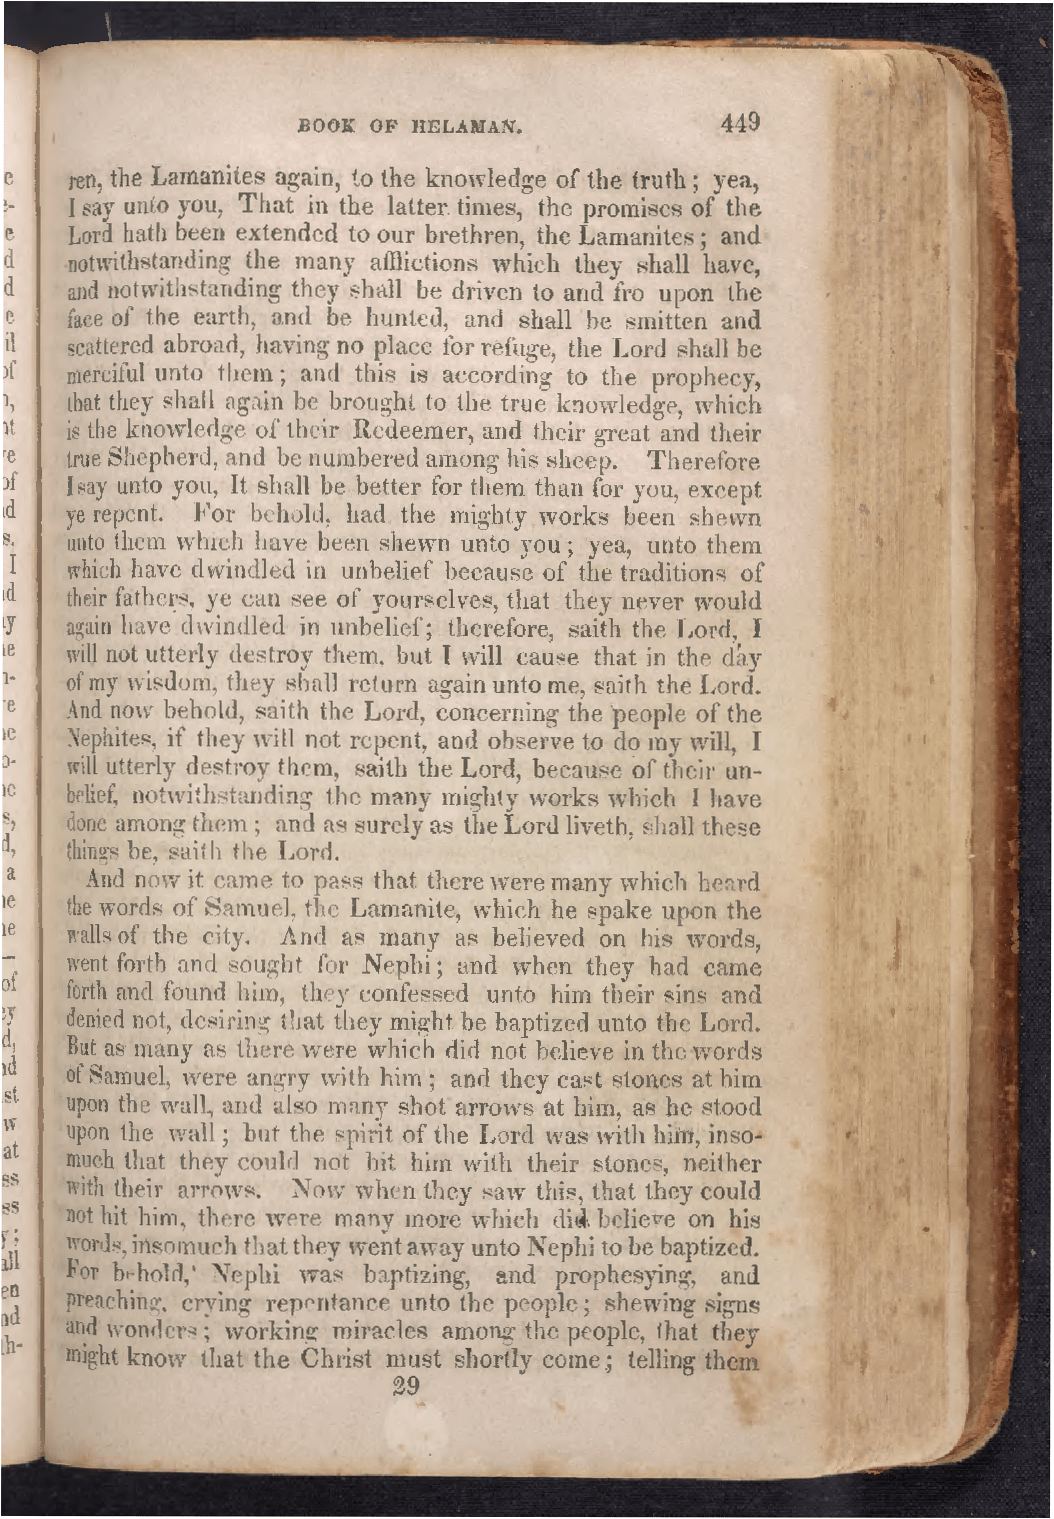 BOOK OF HELAMAN. 449
ren, the Lamanites again, to the knowledge of the truth; yea,
I say unto you, That in the latter times, the promises of the
Lord hath been extended to our brethren, the Lamanites; and
notwithstanding the many afflictions which they shall have,
and notwithstanding they shall be driven to and fro upon the
face of the earth, and be hunted, and shall be smitten and
scattered abroad, having no place for refuge, the Lord shall be
merciful unto them; and this is according to the prophecy,
that they shall again be brought to the true knowledge, which
is the knowledge of their Redeemer, and their great and their
true Shepherd, and be numbered among his sheep. Therefore
I say unto you, It shall be better for them than for you, except
ye repent. For behold, had the mighty works been shewn
unto them which have been shewn unto you; yea, unto them
which have dwindled in unbelief because of the traditions of
their fathers, ye can see of yourselves, that they never would
again have dwindled in unbelief; therefore, saith the Lord, I
will not utterly destroy them, but I will cause that in the day
of my wisdom, they shall return again unto me, saith the Lord.
And now behold, saith the Lord, concerning the people of the
Nephites, if they will not repent, and observe to do my will, I
will utterly destroy them, saith the Lord, because of their un-
belief, notwithstanding the many mighty works which I have
done among them; and as surely as the Lord liveth, shall these
things be, saith the Lord.
And now it came to pass that there were many which heard
the words of Samuel, the Lamanite, which he spake upon the
walls of the city. And as many as believed on his words,
went forth and sought for Nephi; and when they had came
forth and found him, they confessed unto him their sins and
denied not, desiring that they might be baptized unto the Lord.
But as many as there were which did not believe in the words
of Samuel, were angry with him; and they cast stones at him
upon the wall, and also many shot arrows at him, as he stood
upon the wall; but the spirit of the Lord was with him, inso-
much that they could not hit him with their stones, neither
with their arrows. Now when they saw this, that they could
not hit him, there were many more which did believe on his
words, insomuch that they went away unto Nephi to be baptized.
For behold, Nephi was baptizing, and prophesying, and
preaching, crying repentance unto the people; shewing signs
and wonders; working miracles among the people, that they
might know that the Christ must shortly come; telling them
29